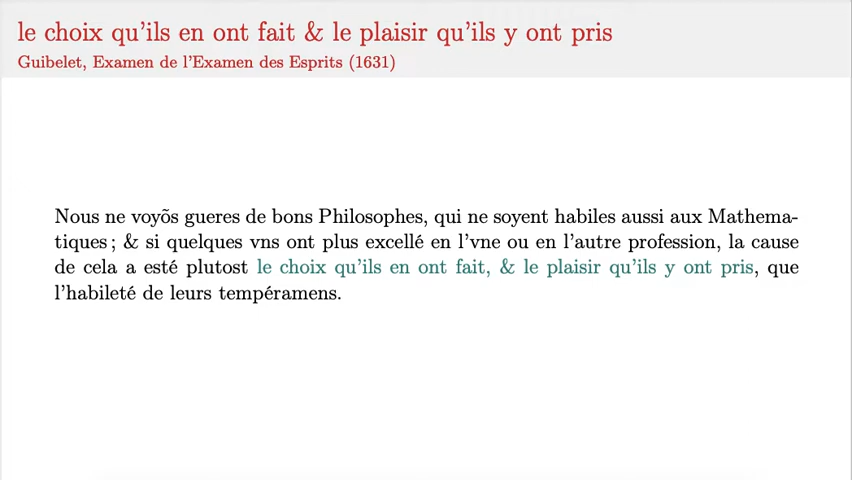 le choix qu'ils en ont fait & le plaisir qu'ils y ont pris
Guibelet, Examen de l'Examen des Esprits (1631)
Nous ne voyõs gueres de bons Philosophes, qui ne soyent habiles aussi aux Mathema-
tiques ; & si quelques vns ont plus excellé en l'vne ou en l'autre profession, la cause
de cela a esté plutost le choix qu'ils en ont fait, & le plaisir qu'ils y ont pris, que
l'habileté de leurs tempéramens.